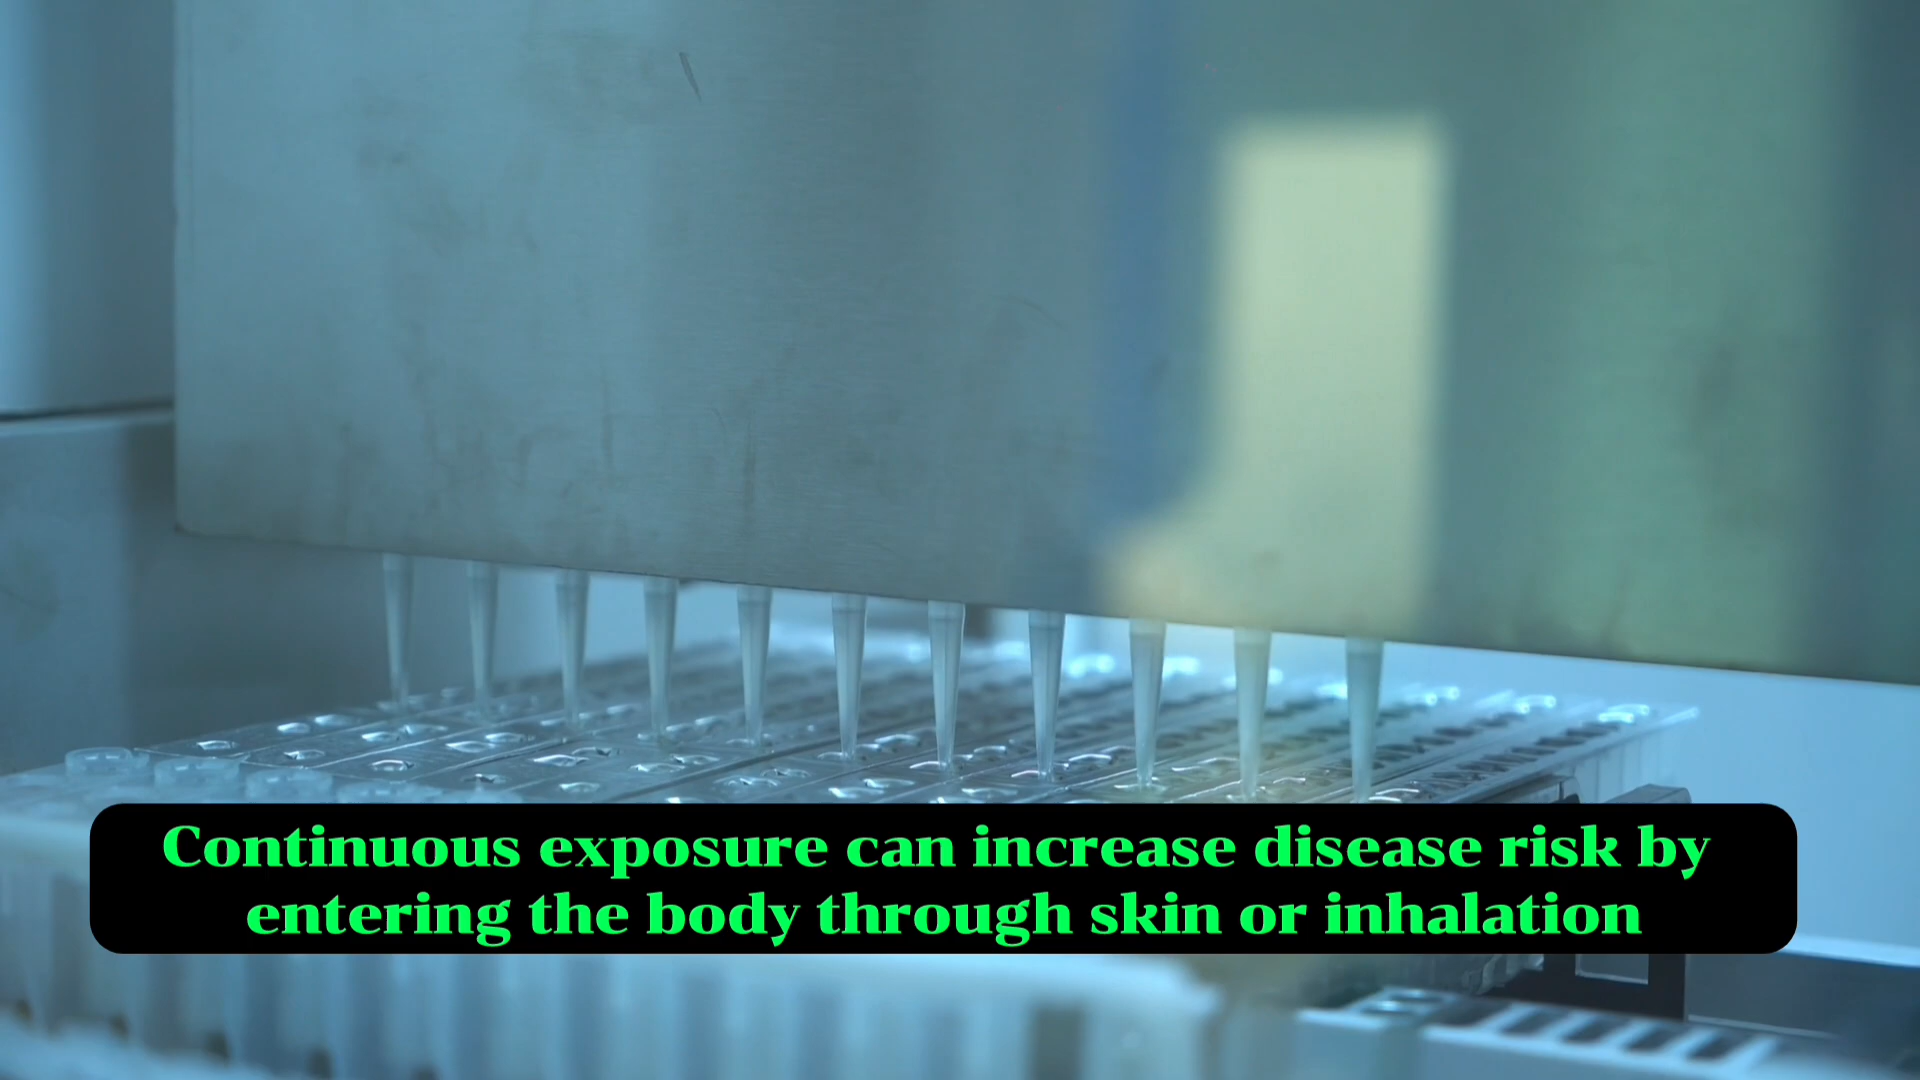 Continuous exposure can increase disease risk by
entering the body through skin or inhalation